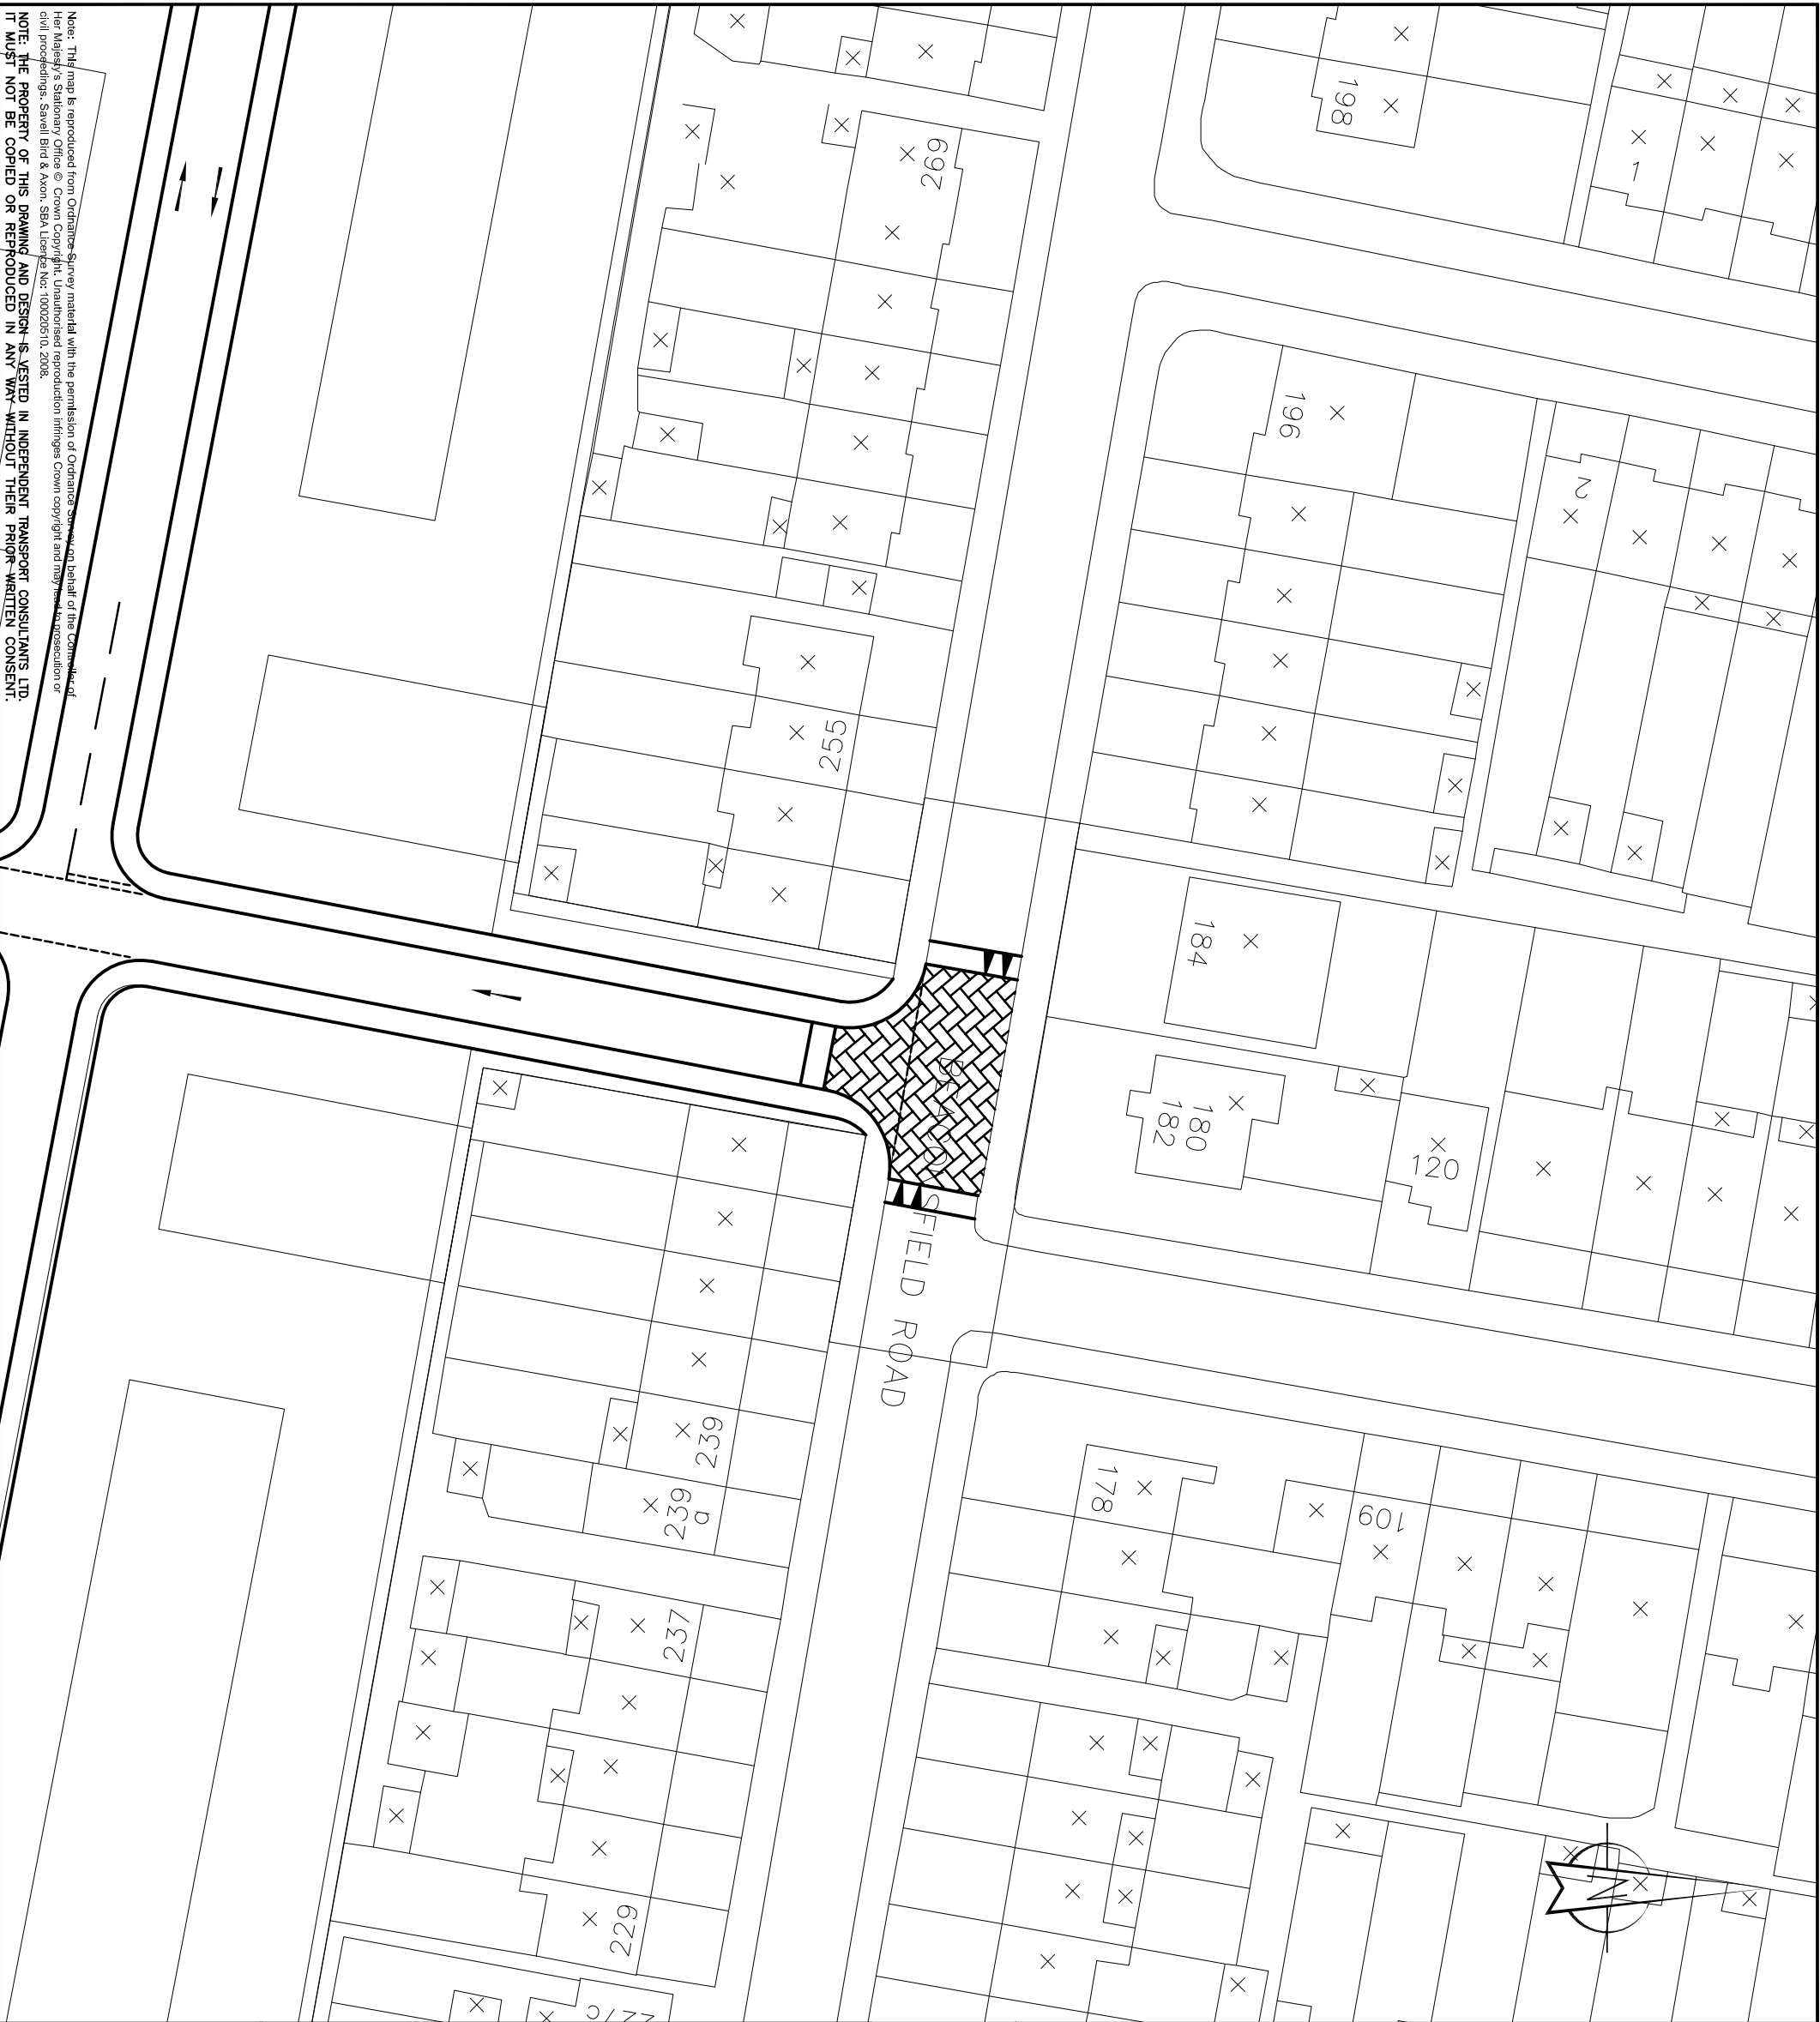 Note: This map is reproduced from Ordnance Survey material with the permission of Ordnance Survey on behalf of the Controller of
Her Majesty's Stationary Office © Crown Copyright. Unauthorised reproduction infringes Crown copyright and may lead to prosecution or
civil proceedings. Savell Bird & Axon. SBA Licence No: 100020510. 2008.
NOTE: THE PROPERTY OF THIS DRAWING AND DESIGN IS VESTED IN INDEPENDENT TRANSPORT CONSULTANTS LTD.
IT MUST NOT BE COPIED OR REPRODUCED IN ANY WAY WITHOUT THEIR PRIOR WRITTEN CONSENT.
198
1
269
196
2
255
184
180
182
120
FIELD ROAD
178
109
239
239
a
237
229
N